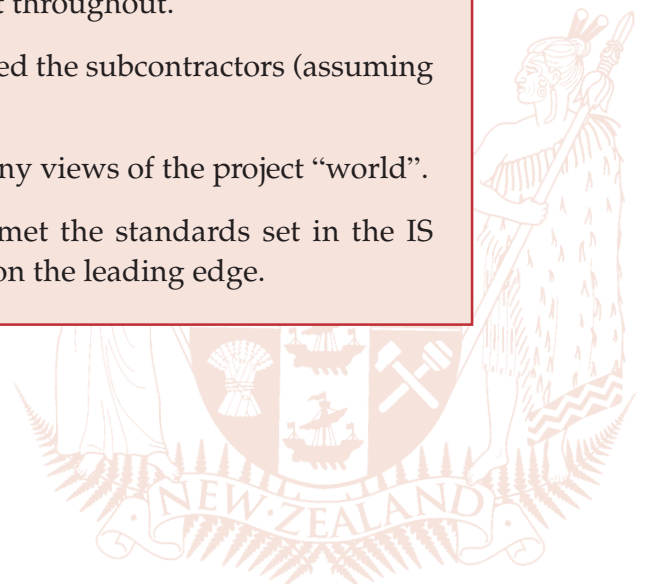 t throughout.
ed the subcontractors (assuming
ny views of the project “world”.
met the standards set in the IS
on the leading edge.
NEW·ZEALAND